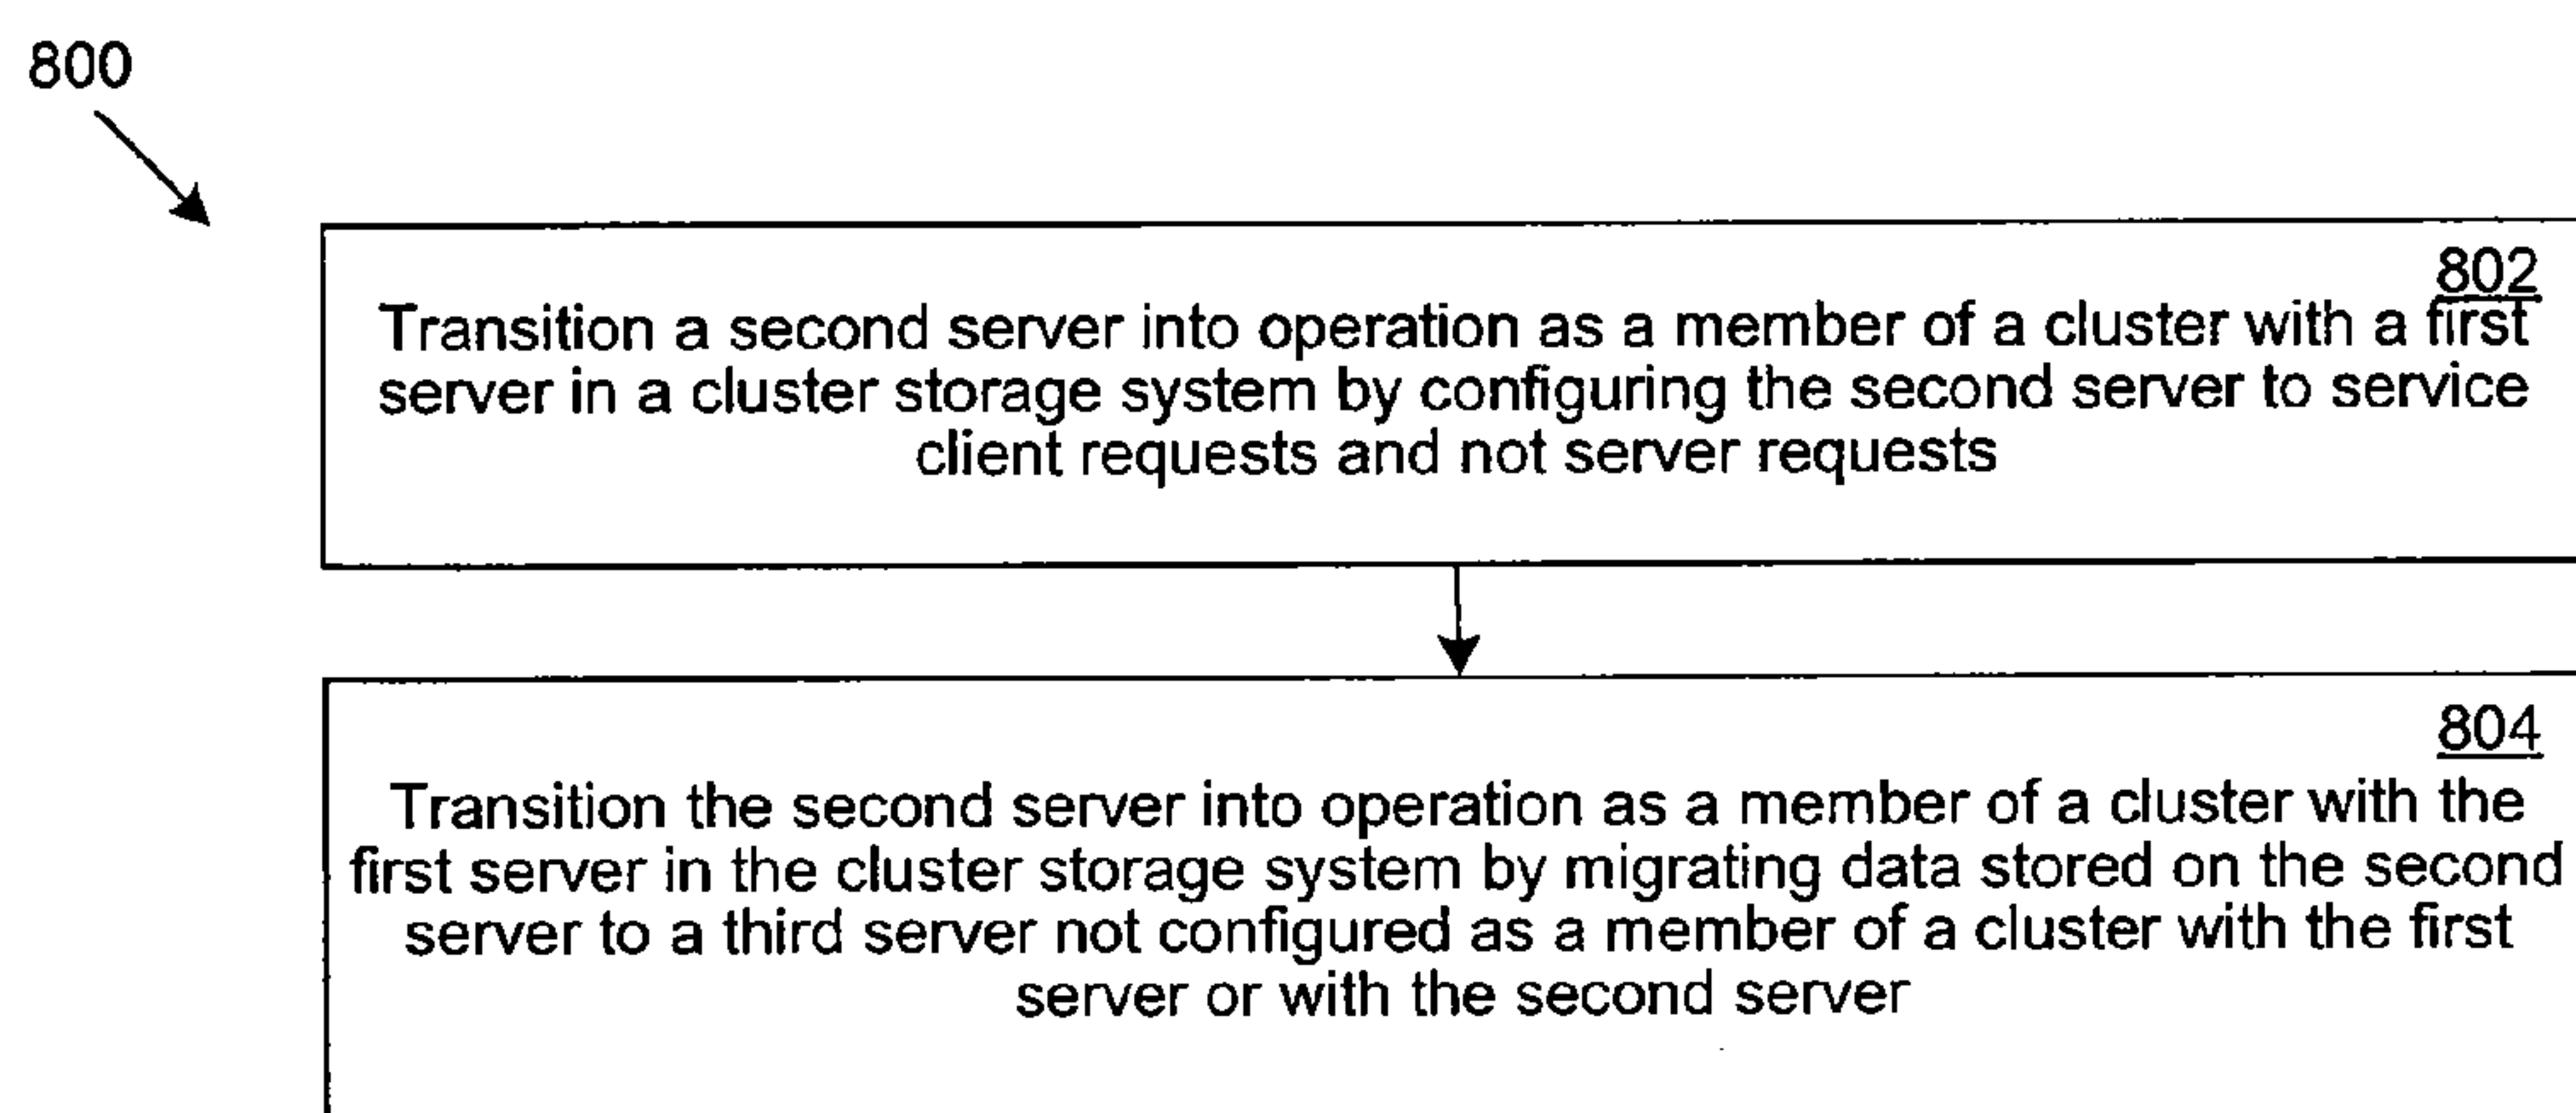 800
802
Transition a second server into operation as a member of a cluster with a first
server in a cluster storage system by configuring the second server to service
client requests and not server requests
804
Transition the second server into operation as a member of a cluster with the
first server in the cluster storage system by migrating data stored on the second
server to a third server not configured as a member of a cluster with the first
server or with the second server